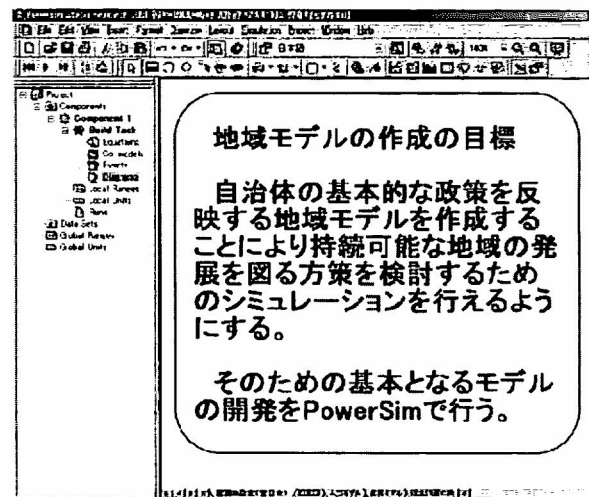 File Edit View Insert Format Layout Simulation Project Window Help
100%
Project
Components
Component 1
Build Task
Equations
Co-models
Events
Diagrams
Local Ranges
Local Units
Runs
Data Sets
Global Ranges
Global Units
地域モデルの作成の目標
自治体の基本的な政策を反
映する地域モデルを作成する
ことにより持続可能な地域の発
展を図る方策を検討するため
のシミュレーションを行えるよう
にする。
そのための基本となるモデル
の開発をPowerSimで行う。